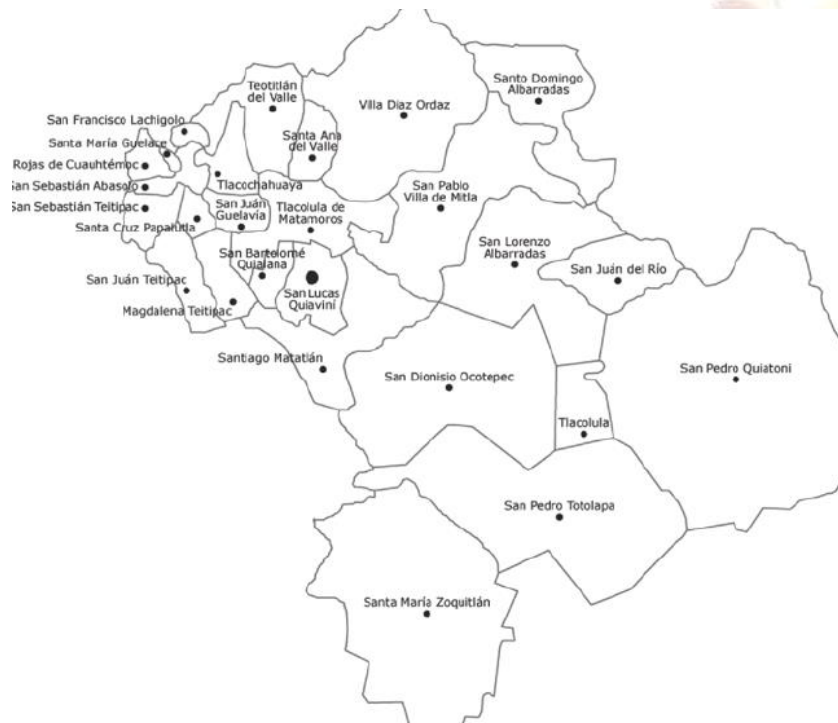 Teotitlán
del Valle
Villa Diaz Ordaz
Santo Domingo
Albarradas
San Francisco Lachigolo
Santa María Guelace
Santa Ana
del Valle
Rojas de Cuauhtémoc
Tlacochahuaya
San Sebastián Abasolo
San Sebastián Teitipac
San Juán
Guelavía
Tlacolula de
Matamoros
San Pablo
Villa de Mitla
Santa Cruz Papalutla
San Lorenzo
Albarradas
San Juán del Río
San Bartolomé
Quialana
San Juán Teitipac
San Lucas
Quiaviní
Magdalena Teitipac
Santiago Matatlán
San Dionisio Ocotepec
San Pedro Quiatoni
Tlacolula
San Pedro Totolapa
Santa María Zoquitlán